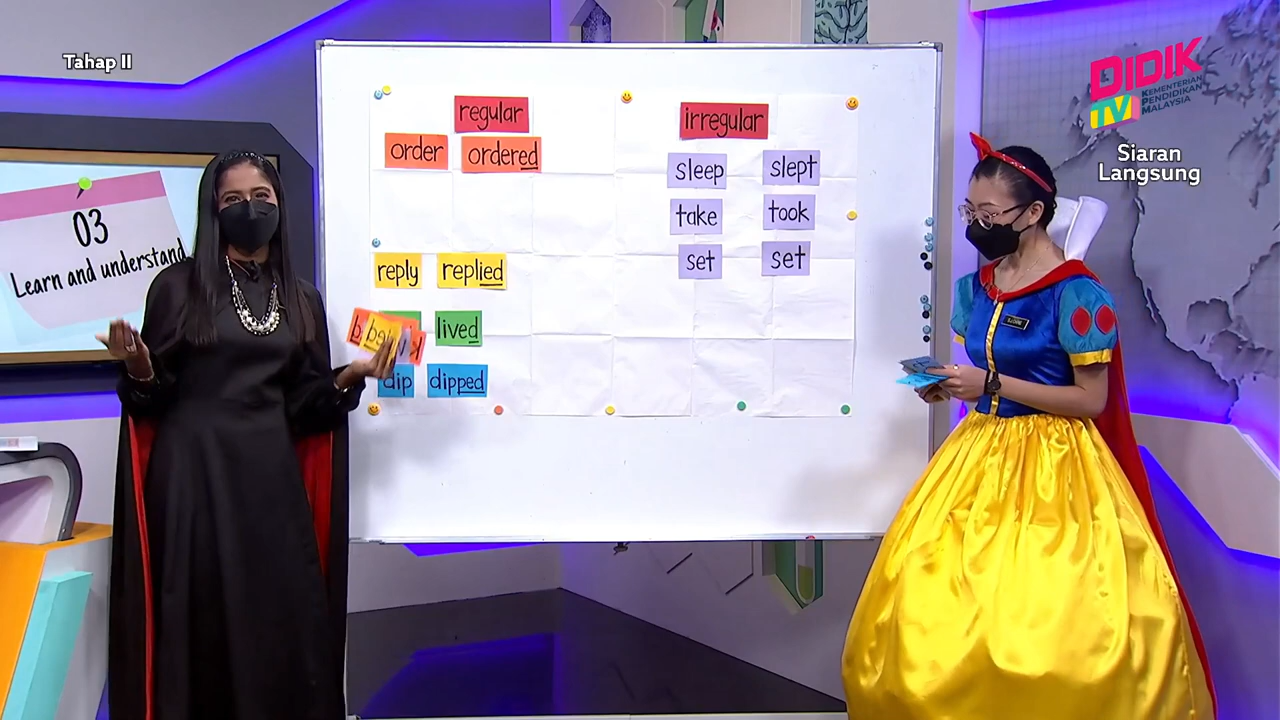 Tahap II
DIDIK
TV
KEMENTERIAN
PENDIDIKAN
MALAYSIA
Siaran
Langsung
03
Learn and understand
regular
order ordered
reply replied
lived
dip dipped
irregular
sleep slept
take took
set set